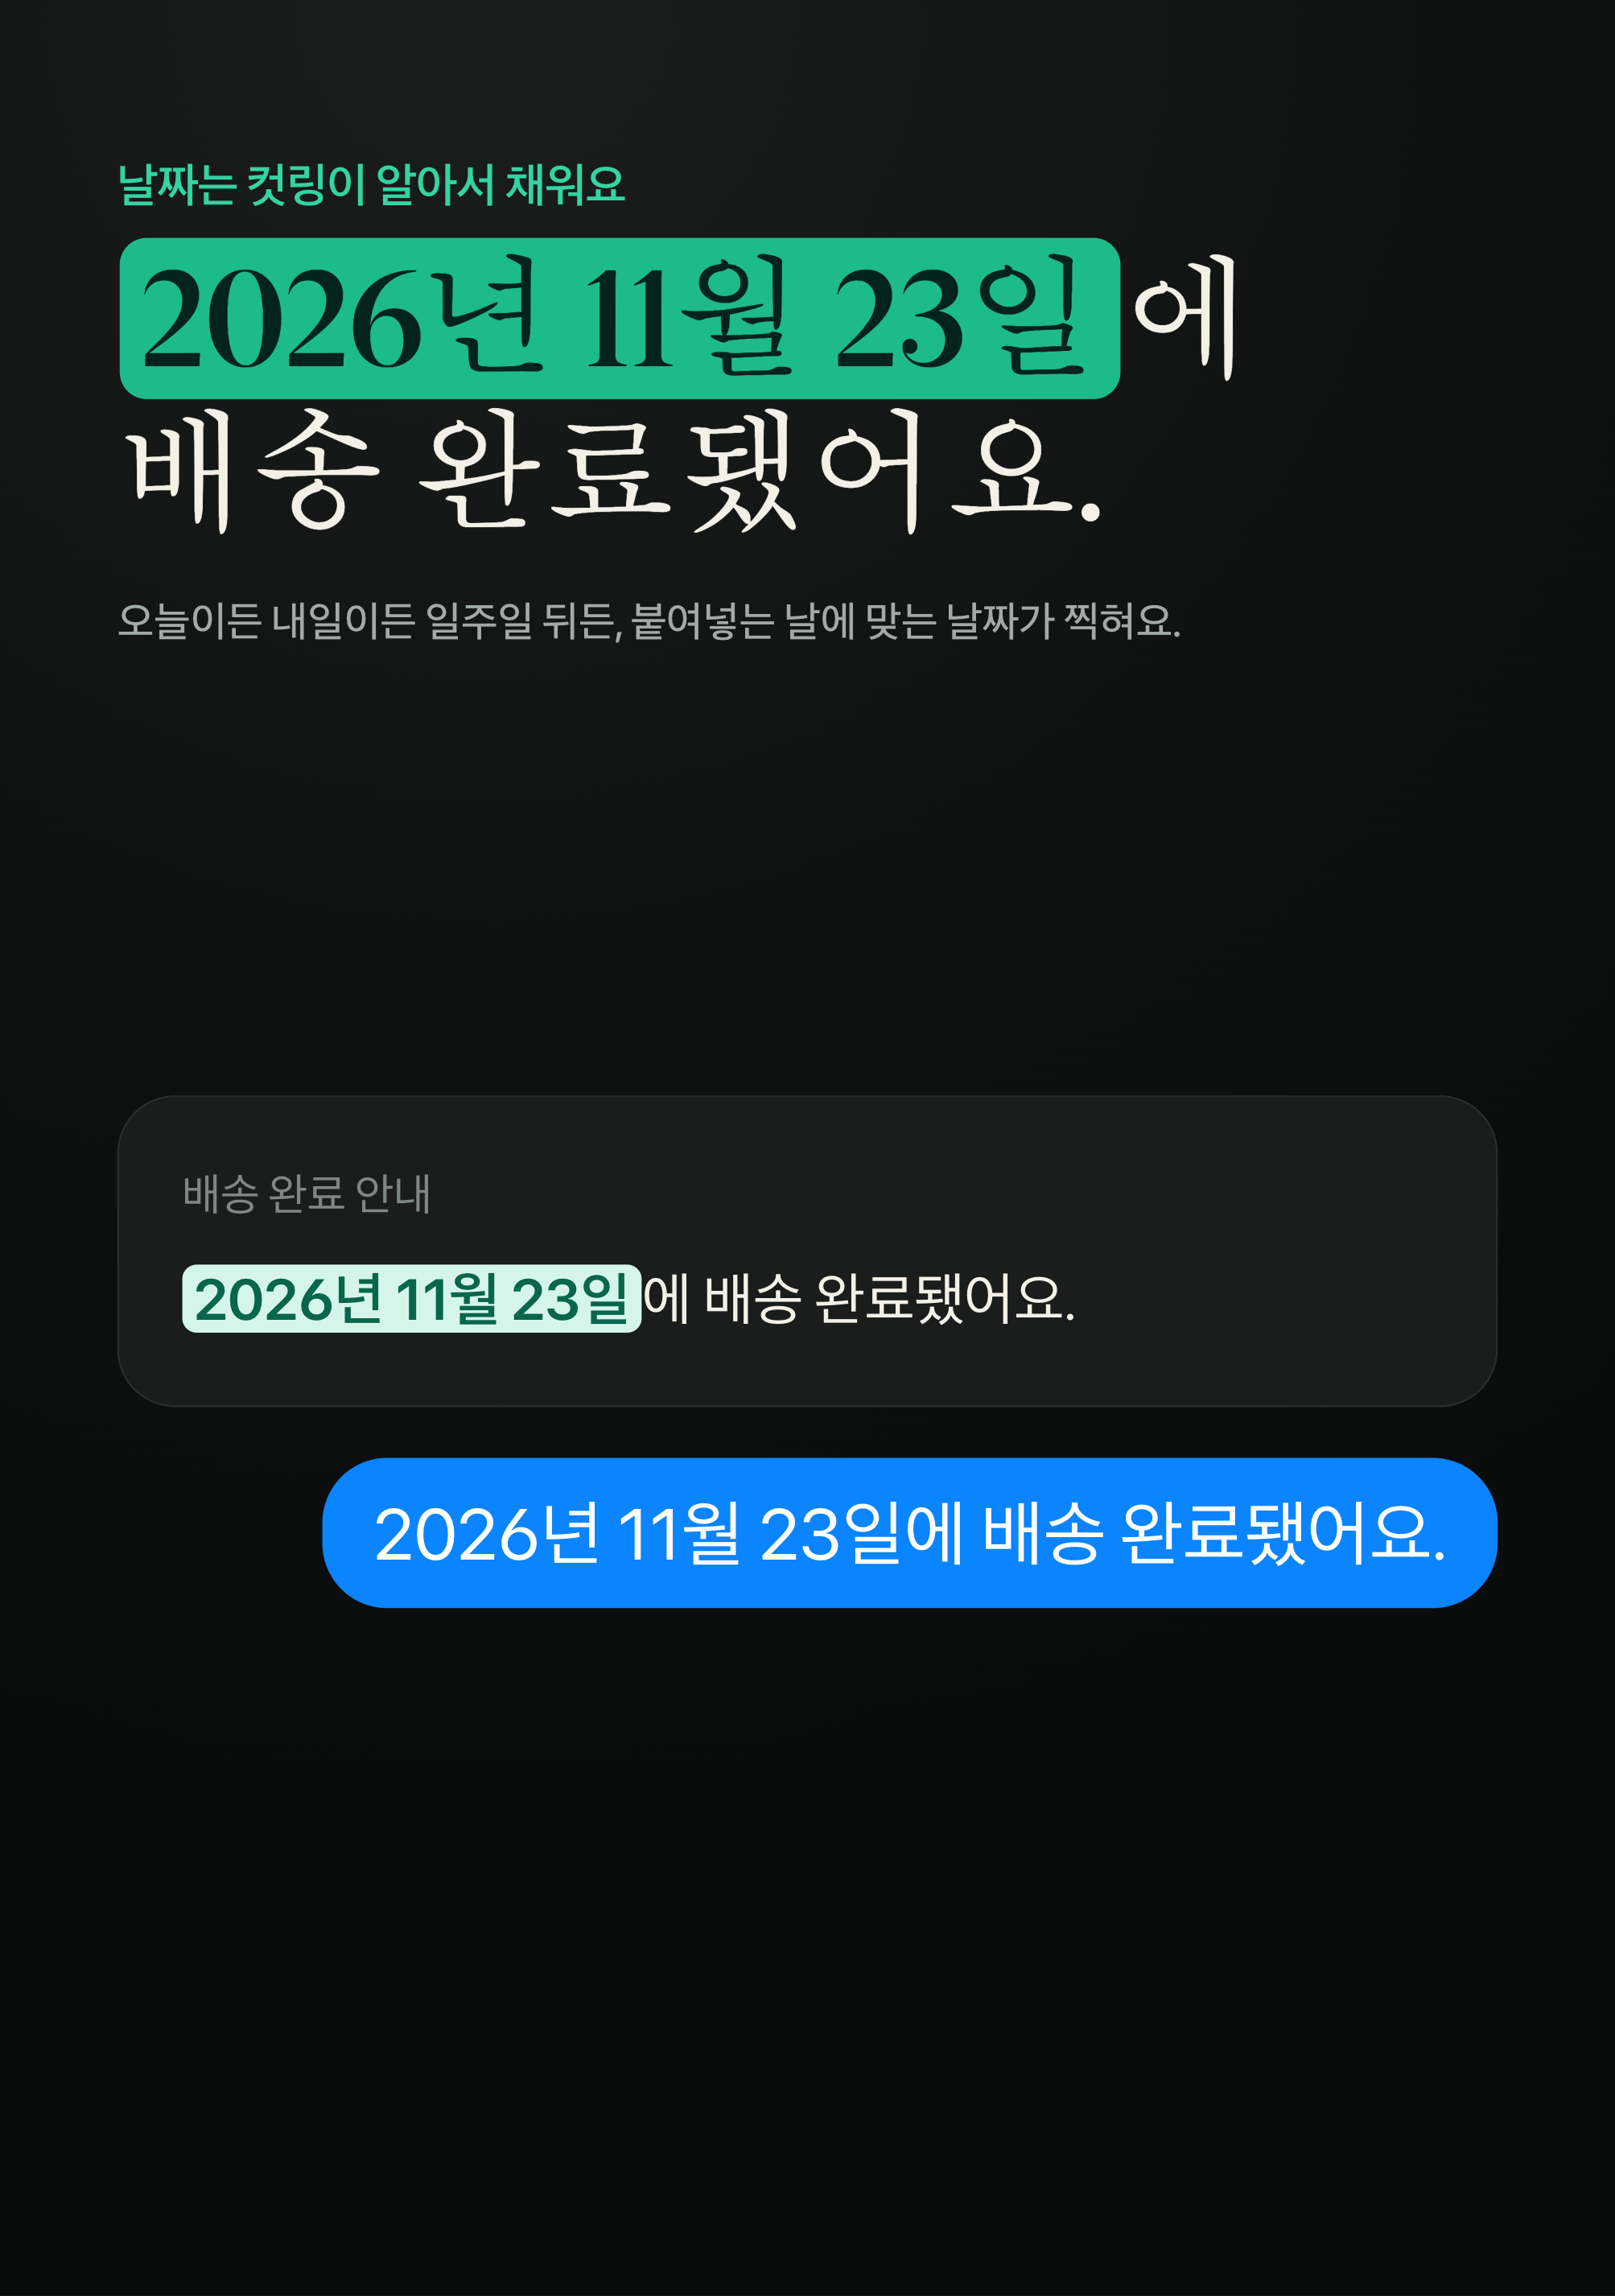 날짜는 컷링이 알아서 채워요
2026년 11월 23일에
배송 완료됐어요.
오늘이든 내일이든 일주일 뒤든, 붙여넣는 날에 맞는 날짜가 찍혀요.
배송 완료 안내
2026년 11월 23일에 배송 완료됐어요.
2026년 11월 23일에 배송 완료됐어요.